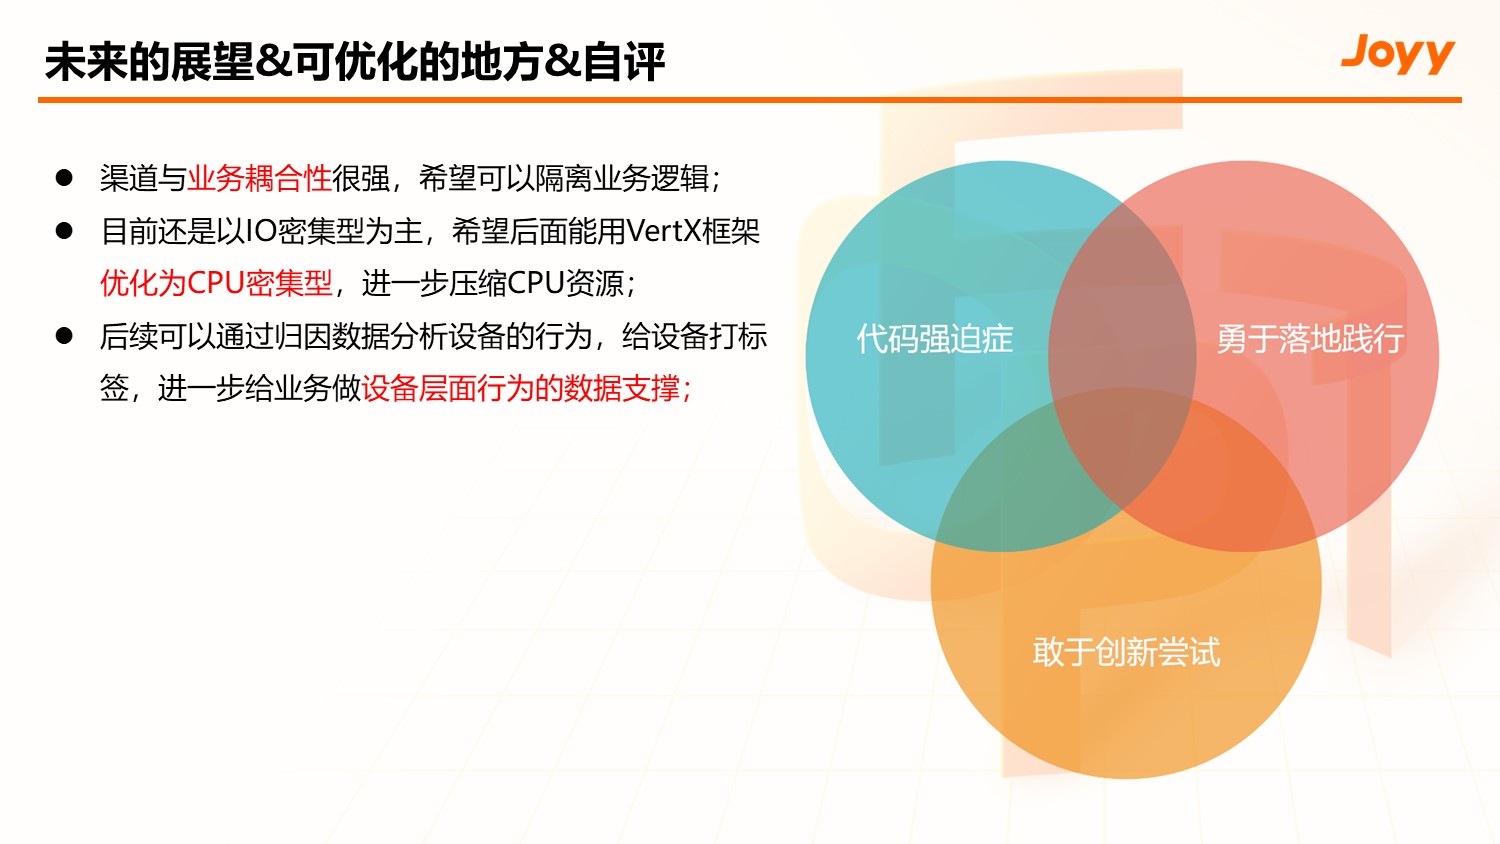 未来的展望&可优化的地方&自评
Joyy
● 渠道与业务耦合性很强，希望可以隔离业务逻辑；
● 目前还是以IO密集型为主，希望后面能用VertX框架
优化为CPU密集型，进一步压缩CPU资源；
● 后续可以通过归因数据分析设备的行为，给设备打标
签，进一步给业务做设备层面行为的数据支撑；
代码强迫症
勇于落地践行
敢于创新尝试